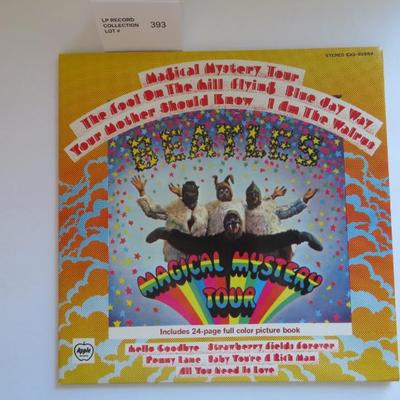 LP RECORD
COLLECTION
LOT # 393
STEREO
Magical Mystery Tour
The Fool On The Hill Flying Blue Jay Way
Your Mother Should Know I Am The Walrus
BEATLES
MAGICAL MYSTERY
TOUR
Includes 24-page full color picture book
Hello Goodbye Strawberry Fields Forever
Penny Lane Baby You're A Rich Man
All You Need Is Love
Apple